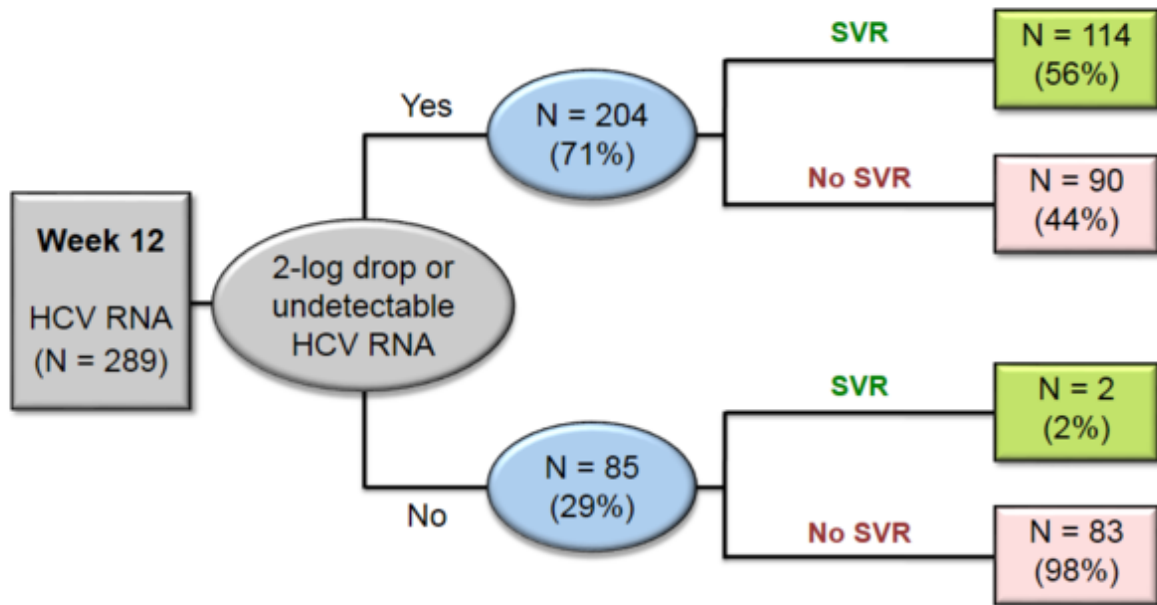 Week 12
HCV RNA
(N = 289)
2-log drop or
undetectable
HCV RNA
Yes
N = 204
(71%)
SVR
N = 114
(56%)
No SVR
N = 90
(44%)
No
N = 85
(29%)
SVR
N = 2
(2%)
No SVR
N = 83
(98%)